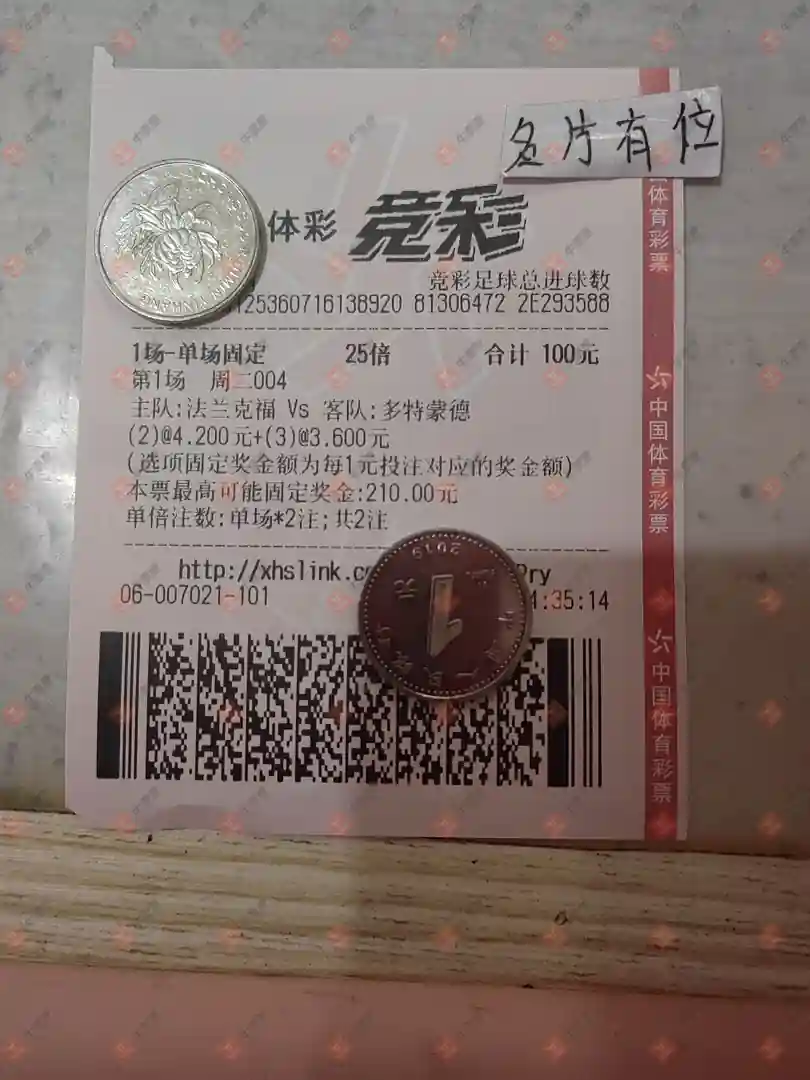 名片有位
体彩 竞彩
竞彩足球总进球数
25360716138920 81306472 2E293588
1场-单场固定 25倍 合计 100元
第1场 周二004
主队:法兰克福 Vs 客队:多特蒙德
(2)@4.200元+(3)@3.600元
(选项固定奖金额为每1元投注对应的奖金额)
本票最高可能固定奖金:210.00元
单倍注数:单场*2注;共2注
http://xhslink.c
ry
06-007021-101
:35:14
体育彩票
中国体育彩票
中国体育彩票
2019
1
元